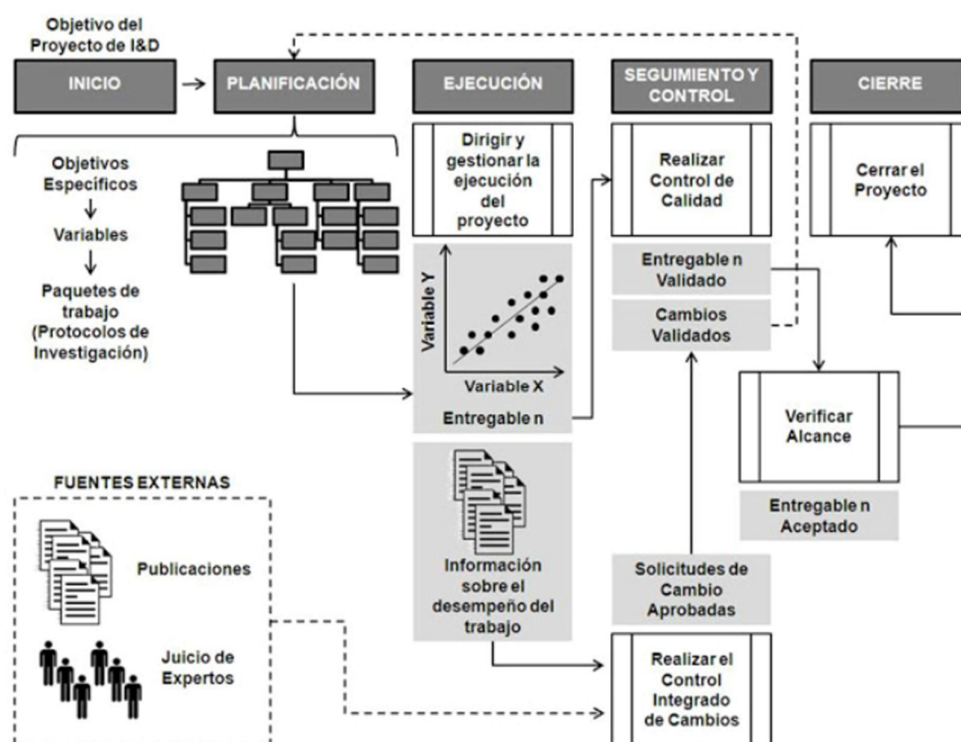 Objetivo del
Proyecto de I&D
INICIO
PLANIFICACIÓN
EJECUCIÓN
SEGUIMIENTO Y
CONTROL
CIERRE
Objetivos
Específicos
Variables
Paquetes de
trabajo
(Protocolos de
Investigación)
Dirigir y
gestionar la
ejecución
del
proyecto
Variable Y
Variable X
Entregable n
Información
sobre el
desempeño del
trabajo
Realizar
Control de
Calidad
Entregable n
Validado
Cambios
Validados
Solicitudes de
Cambio
Aprobadas
Realizar el
Control
Integrado
de Cambios
Cerrar el
Proyecto
Verificar
Alcance
Entregable n
Aceptado
FUENTES EXTERNAS
Publicaciones
Juicio de
Expertos